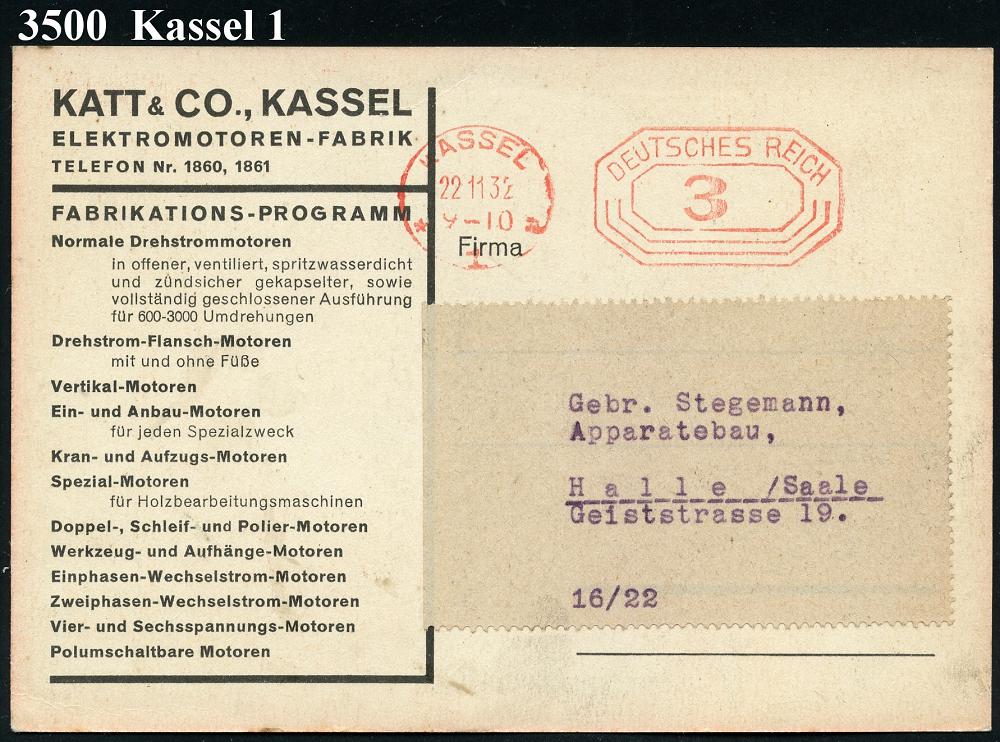 3500 Kassel 1
KATT & CO., KASSEL
ELEKTROMOTOREN-FABRIK
TELEFON Nr. 1860, 1861
FABRIKATIONS-PROGRAMM
Normale Drehstrommotoren
in offener, ventiliert, spritzwasserdicht
und zündsicher gekapselter, sowie
vollständig geschlossener Ausführung
für 600-3000 Umdrehungen
Drehstrom-Flansch-Motoren
mit und ohne Füße
Vertikal-Motoren
Ein- und Anbau-Motoren
für jeden Spezialzweck
Kran- und Aufzugs-Motoren
Spezial-Motoren
für Holzbearbeitungsmaschinen
Doppel-, Schleif- und Polier-Motoren
Werkzeug- und Aufhänge-Motoren
Einphasen-Wechselstrom-Motoren
Zweiphasen-Wechselstrom-Motoren
Vier- und Sechsspannungs-Motoren
Polumschaltbare Motoren
KASSEL
22 11 32
9-10
* *
1
DEUTSCHES REICH
3
Firma
Gebr. Stegemann,
Apparatebau,
H a l l e /Saale
Geiststrasse 19.
16/22